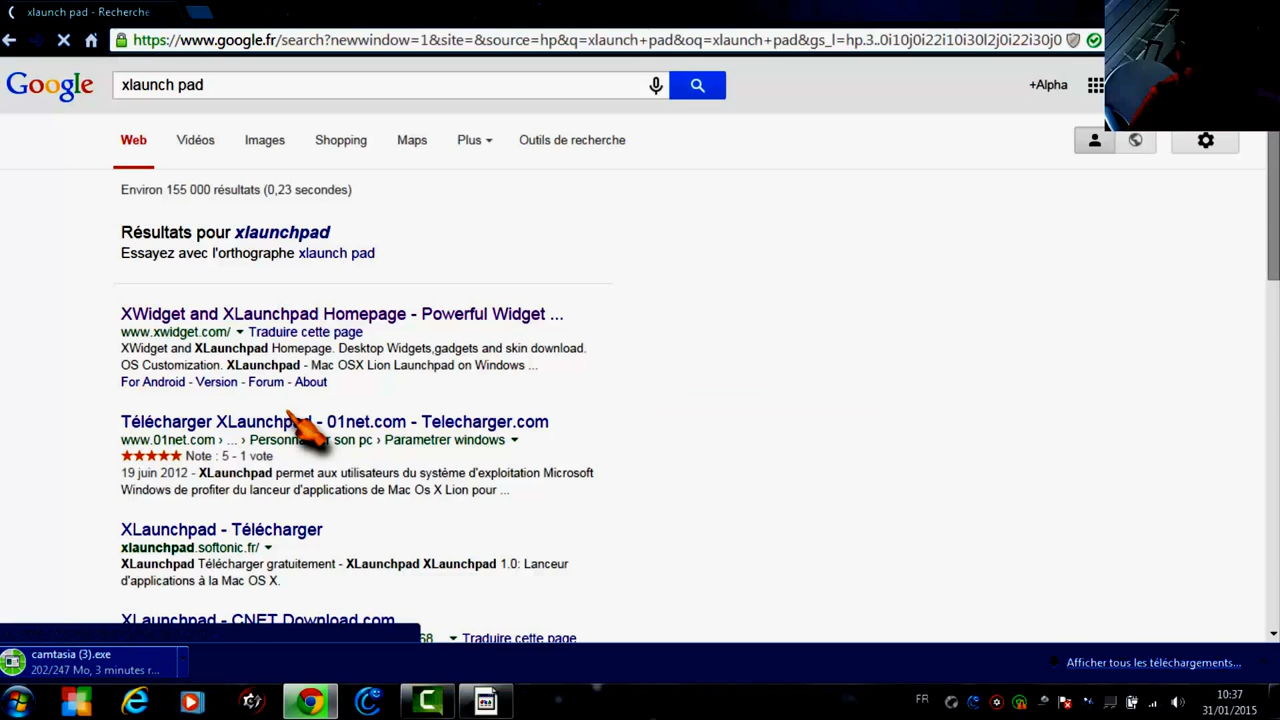 xlaunch pad - Recherche
https://www.google.fr/search?newwindow=1&site=&source=hp&q=xlaunch+pad&oq=xlaunch+pad&gs_l=hp.3..0i10j0i22i10i30l2j0i22i30j0
Google
xlaunch pad
+Alpha
Web Vidéos Images Shopping Maps Plus Outils de recherche
Environ 155 000 résultats (0,23 secondes)
Résultats pour xlaunchpad
Essayez avec l'orthographe xlaunch pad
XWidget and XLaunchpad Homepage - Powerful Widget ...
www.xwidget.com/ Traduire cette page
XWidget and XLaunchpad Homepage. Desktop Widgets,gadgets and skin download.
OS Customization. XLaunchpad - Mac OSX Lion Launchpad on Windows ...
For Android - Version - Forum - About
Télécharger XLaunchpad - 01net.com - Telecharger.com
www.01net.com › ... › Personnaliser son pc › Parametrer windows
Note : 5 - 1 vote
19 juin 2012 - XLaunchpad permet aux utilisateurs du système d'exploitation Microsoft
Windows de profiter du lanceur d'applications de Mac Os X Lion pour ...
XLaunchpad - Télécharger
xlaunchpad.softonic.fr/
XLaunchpad Télécharger gratuitement - XLaunchpad XLaunchpad 1.0: Lanceur
d'applications à la Mac OS X.
XLaunchpad - CNET Download.com
68 Traduire cette page
camtasia (3).exe
202/247 Mo, 3 minutes r...
Afficher tous les téléchargements...
FR
10:37
31/01/2015